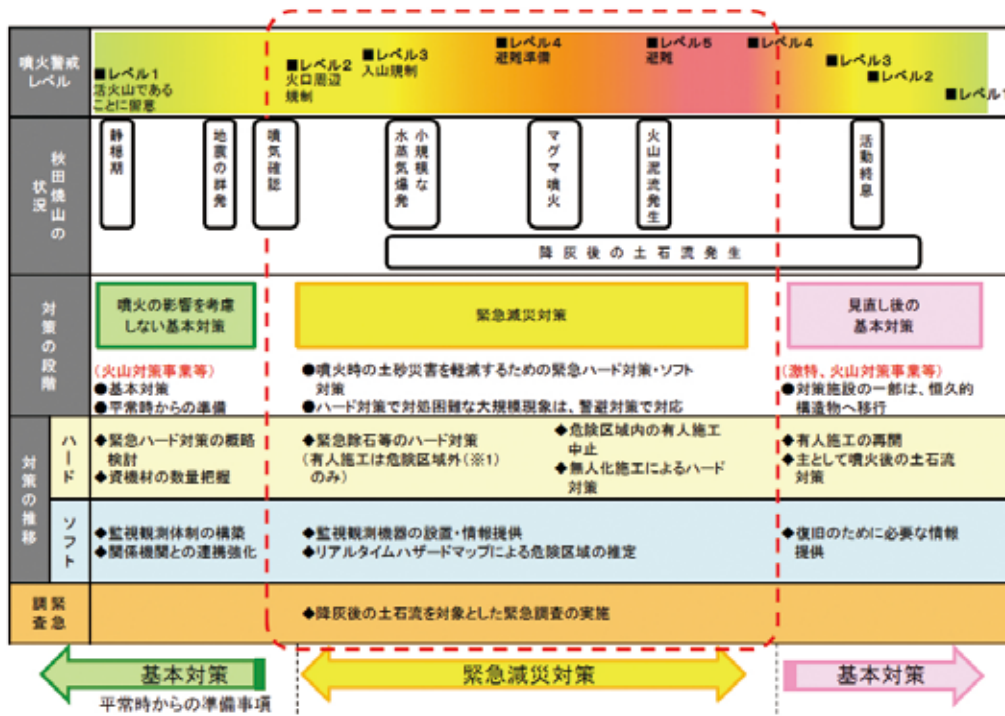 噴火警戒
レベル
■レベル1
活火山である
ことに留意
■レベル2
火口周辺
規制
■レベル3
入山規制
■レベル4
避難準備
■レベル5
避難
■レベル4
■レベル3
■レベル2
■レベル1
秋田焼山の
状況
静穏期
地震の群発
噴気確認
小規模な
水蒸気爆発
マグマ噴火
火山泥流発生
活動終息
降灰後の土石流発生
対策の段階
噴火の影響を考慮
しない基本対策
緊急減災対策
見直し後の
基本対策
(火山対策事業等)
●基本対策
●平常時からの準備
●噴火時の土砂災害を軽減するための緊急ハード対策・ソフト
対策
●ハード対策で対処困難な大規模現象は、警避対策で対応
(激特、火山対策事業等)
●対策施設の一部は、恒久的
構造物へ移行
対策の推移
ハード
◆緊急ハード対策の概略
検討
◆資機材の数量把握
◆緊急除石等のハード対策
(有人施工は危険区域外(※1)
のみ)
◆危険区域内の有人施工
中止
◆無人化施工によるハード
対策
◆有人施工の再開
◆主として噴火後の土石流
対策
ソフト
◆監視観測体制の構築
◆関係機関との連携強化
◆監視観測機器の設置・情報提供
◆リアルタイムハザードマップによる危険区域の推定
◆復旧のために必要な情報
提供
緊急
調査
◆降灰後の土石流を対象とした緊急調査の実施
基本対策
緊急減災対策
基本対策
平常時からの準備事項